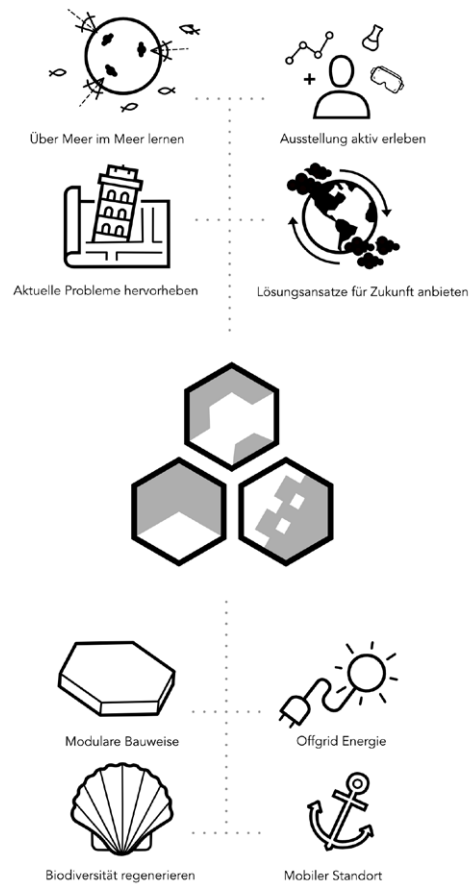 Über Meer im Meer lernen
Ausstellung aktiv erleben
Aktuelle Probleme hervorheben
Lösungsansatze für Zukunft anbieten
Modulare Bauweise
Offgrid Energie
Biodiversität regenerieren
Mobiler Standort